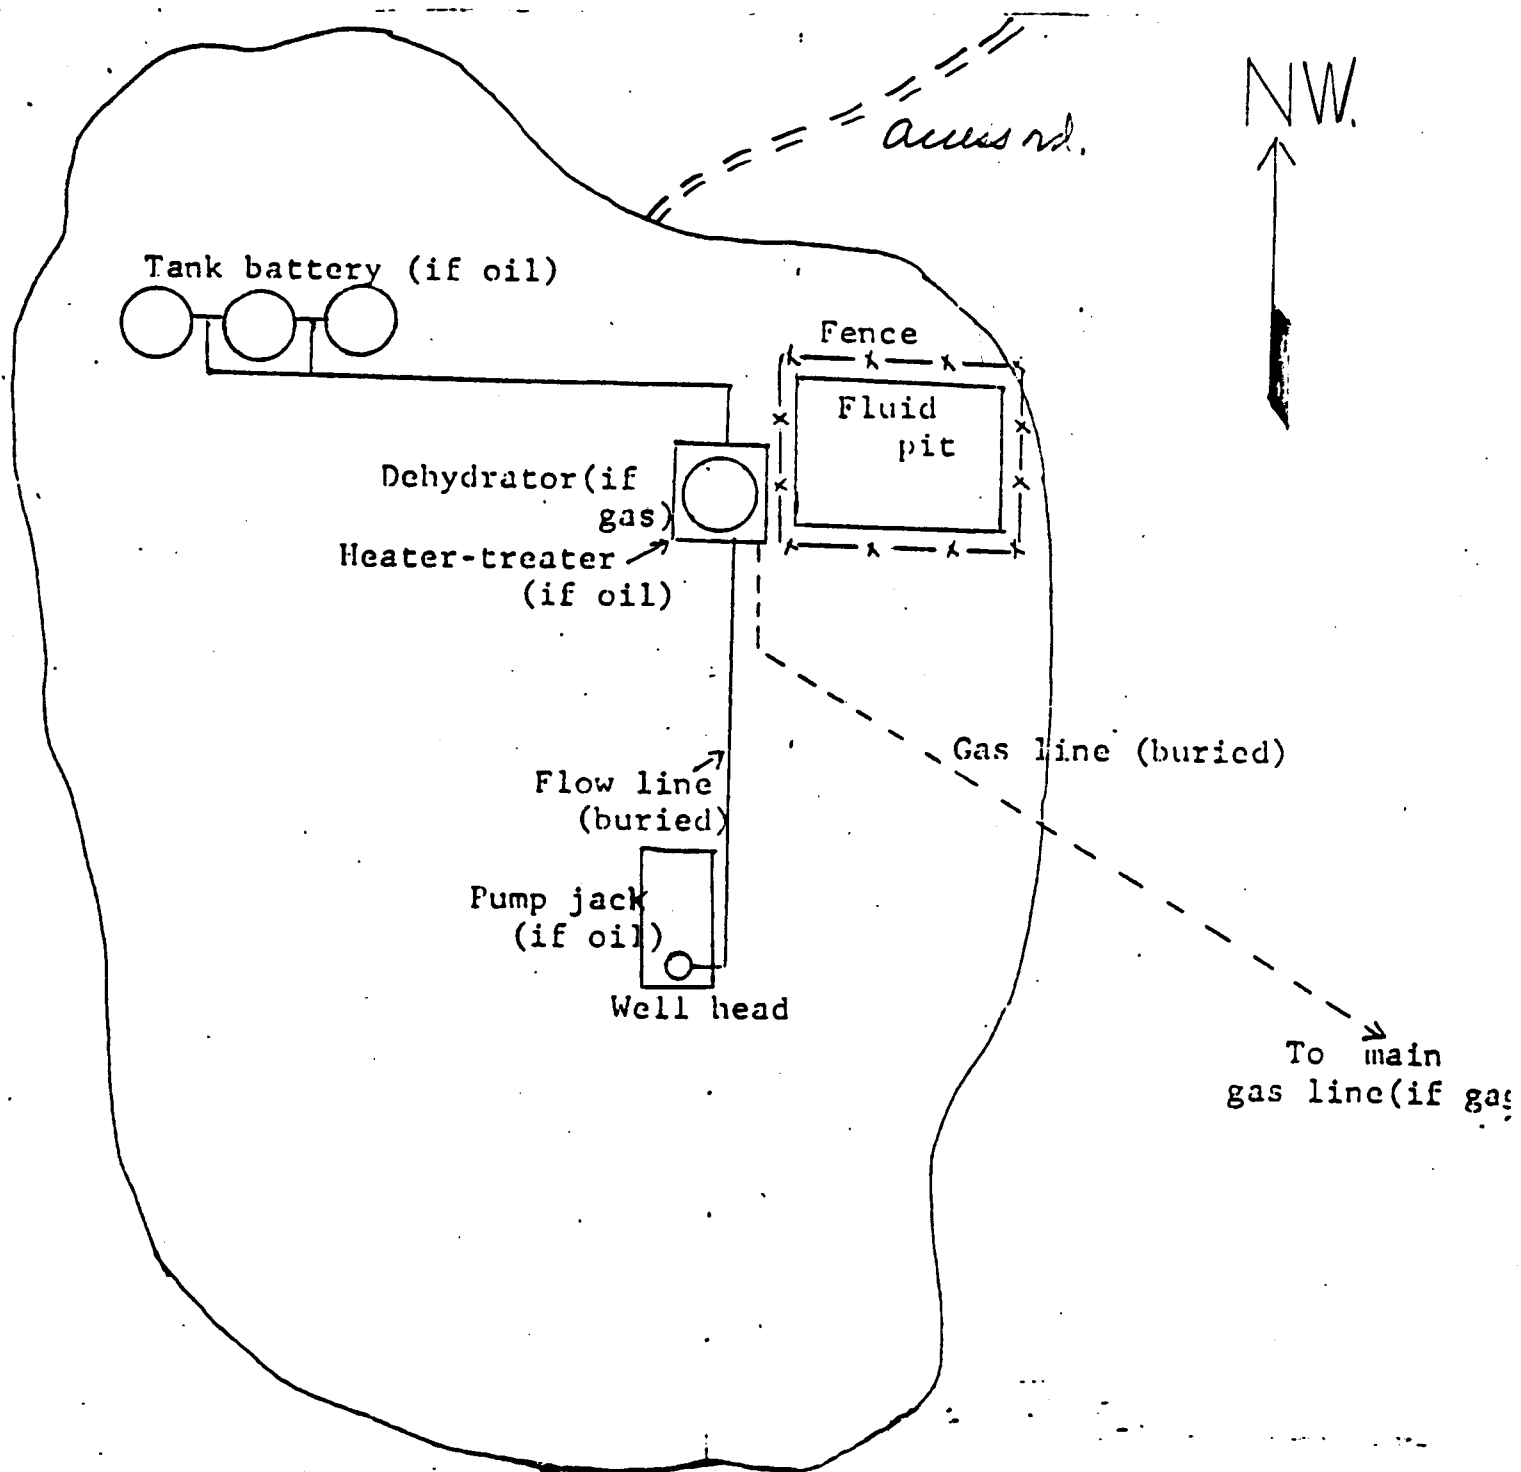 NW.
access rd.
Tank battery (if oil)
Fence
Fluid
pit
Dehydrator(if
gas)
Heater-treater
(if oil)
Gas line (buried)
Flow line
(buried)
Pump jack
(if oil)
Well head
To main
gas line(if gas